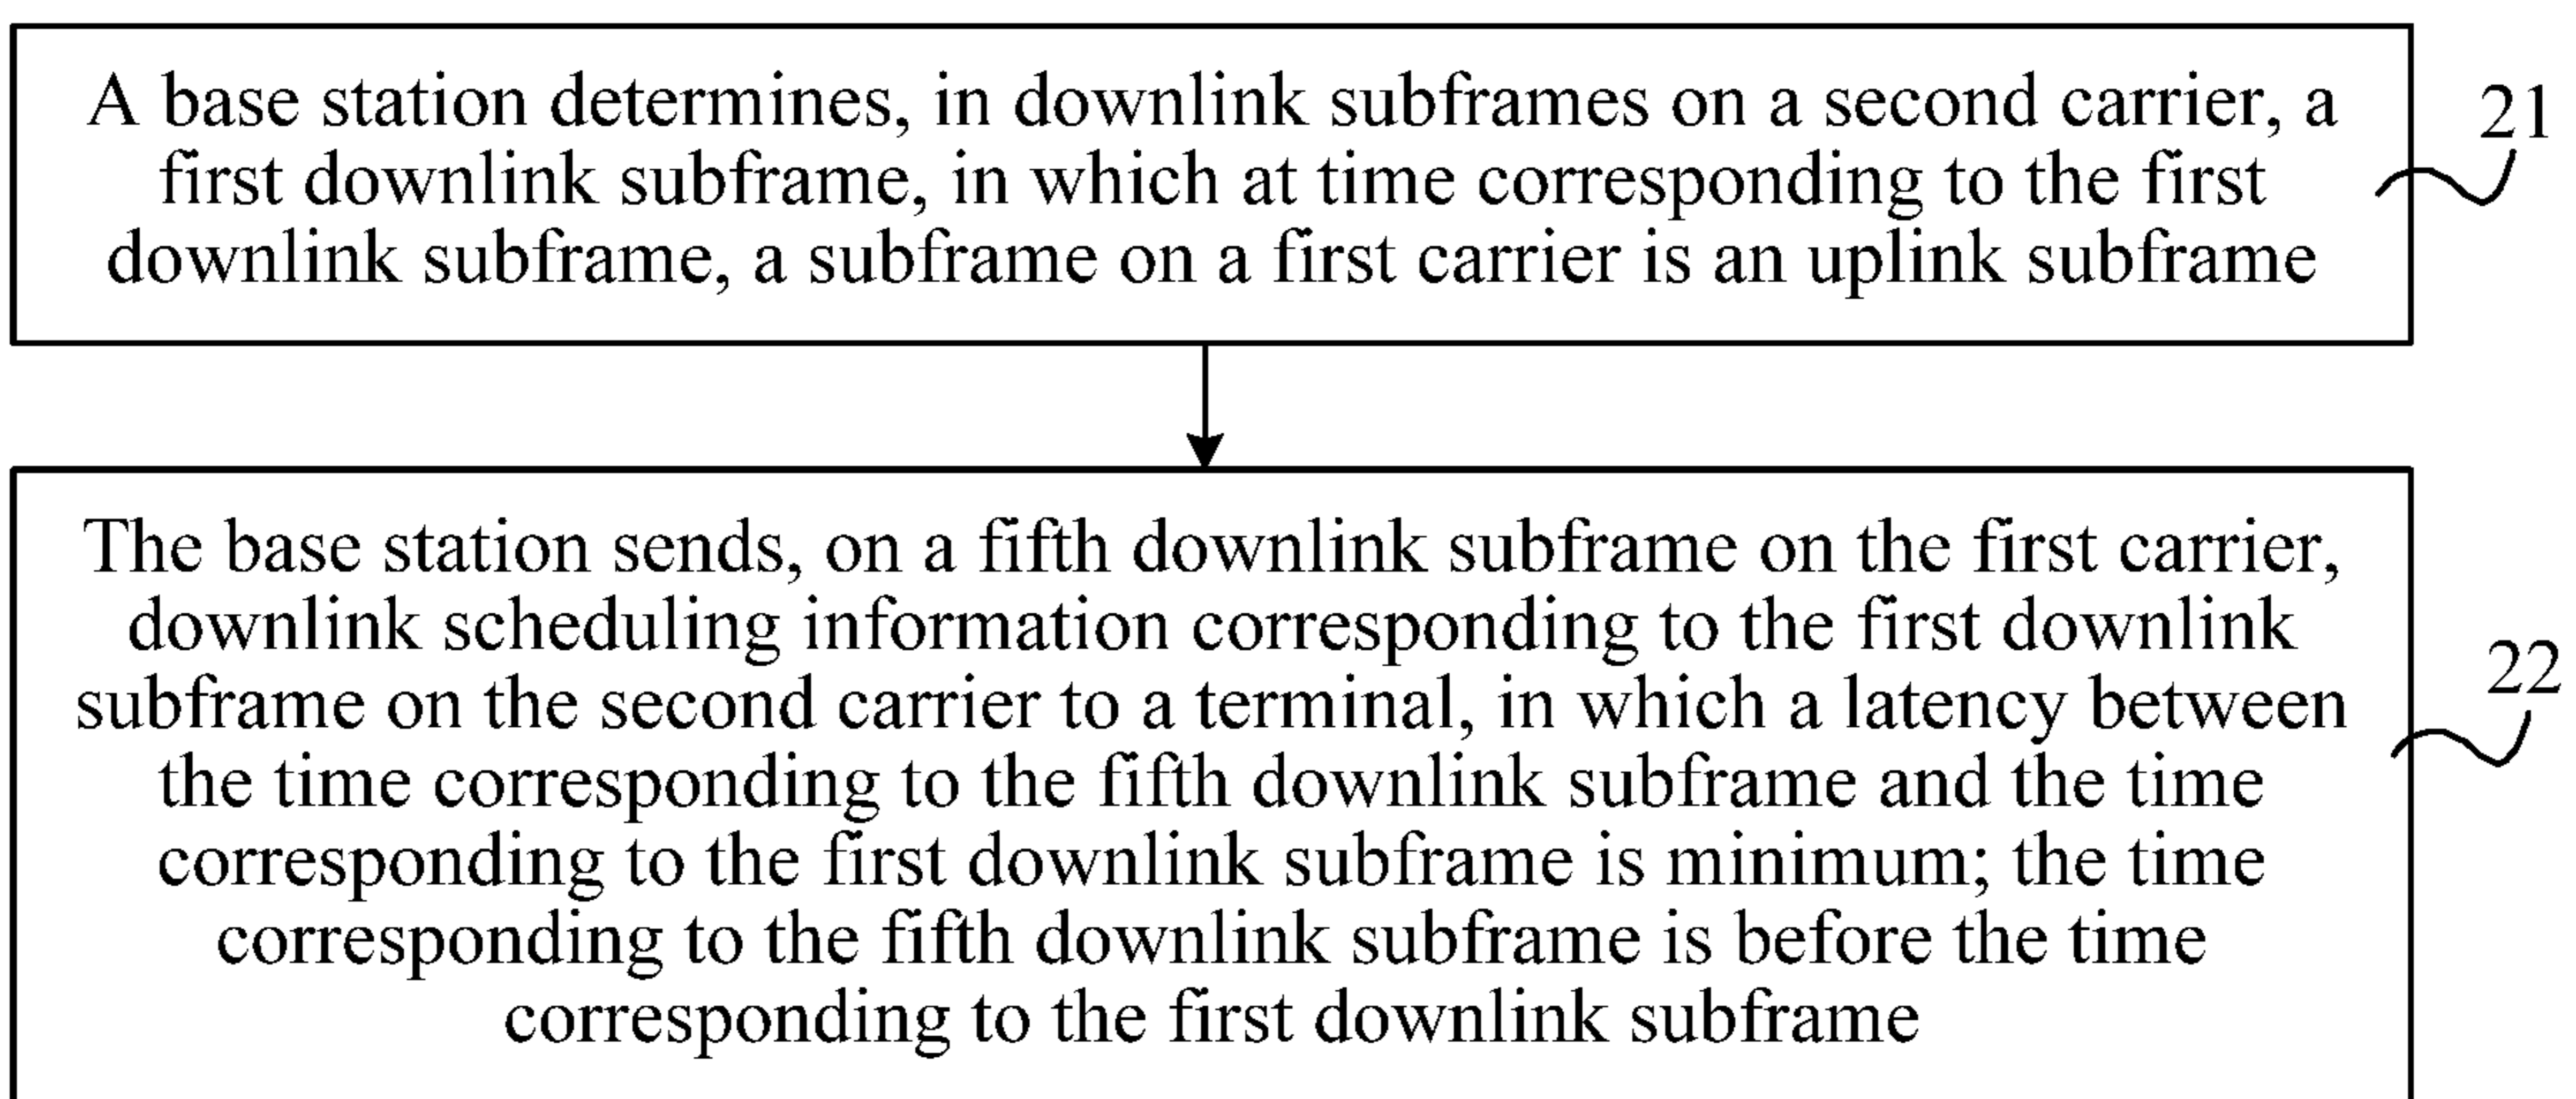 A base station determines, in downlink subframes on a second carrier, a
first downlink subframe, in which at time corresponding to the first
downlink subframe, a subframe on a first carrier is an uplink subframe
21
The base station sends, on a fifth downlink subframe on the first carrier,
downlink scheduling information corresponding to the first downlink
subframe on the second carrier to a terminal, in which a latency between
the time corresponding to the fifth downlink subframe and the time
corresponding to the first downlink subframe is minimum; the time
corresponding to the fifth downlink subframe is before the time
corresponding to the first downlink subframe
22